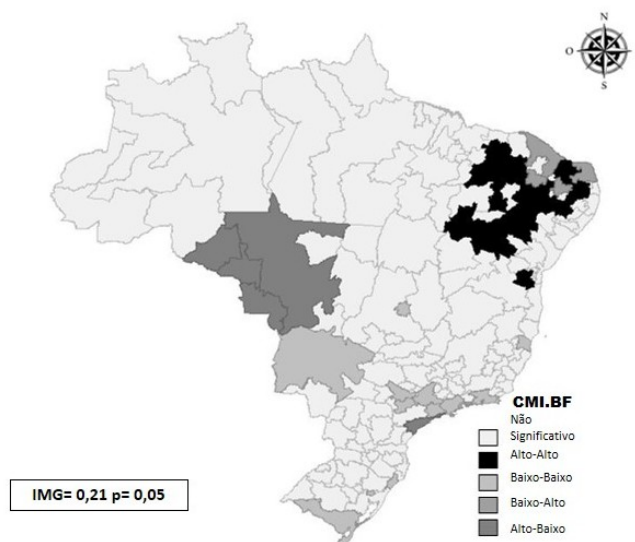 N
O
E
S
CMI.BF
Não
Significativo
Alto-Alto
Baixo-Baixo
Baixo-Alto
Alto-Baixo
IMG= 0,21 p= 0,05